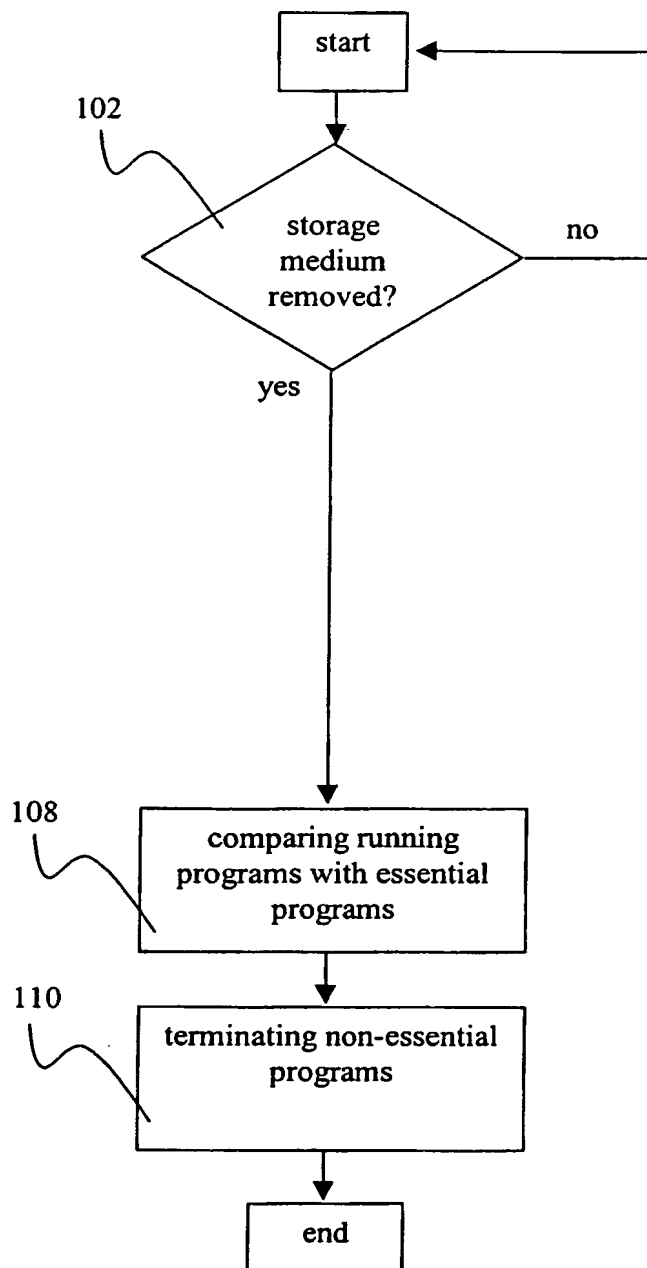 start
102
storage
medium
removed?
no
yes
108
comparing running
programs with essential
programs
110
terminating non-essential
programs
end